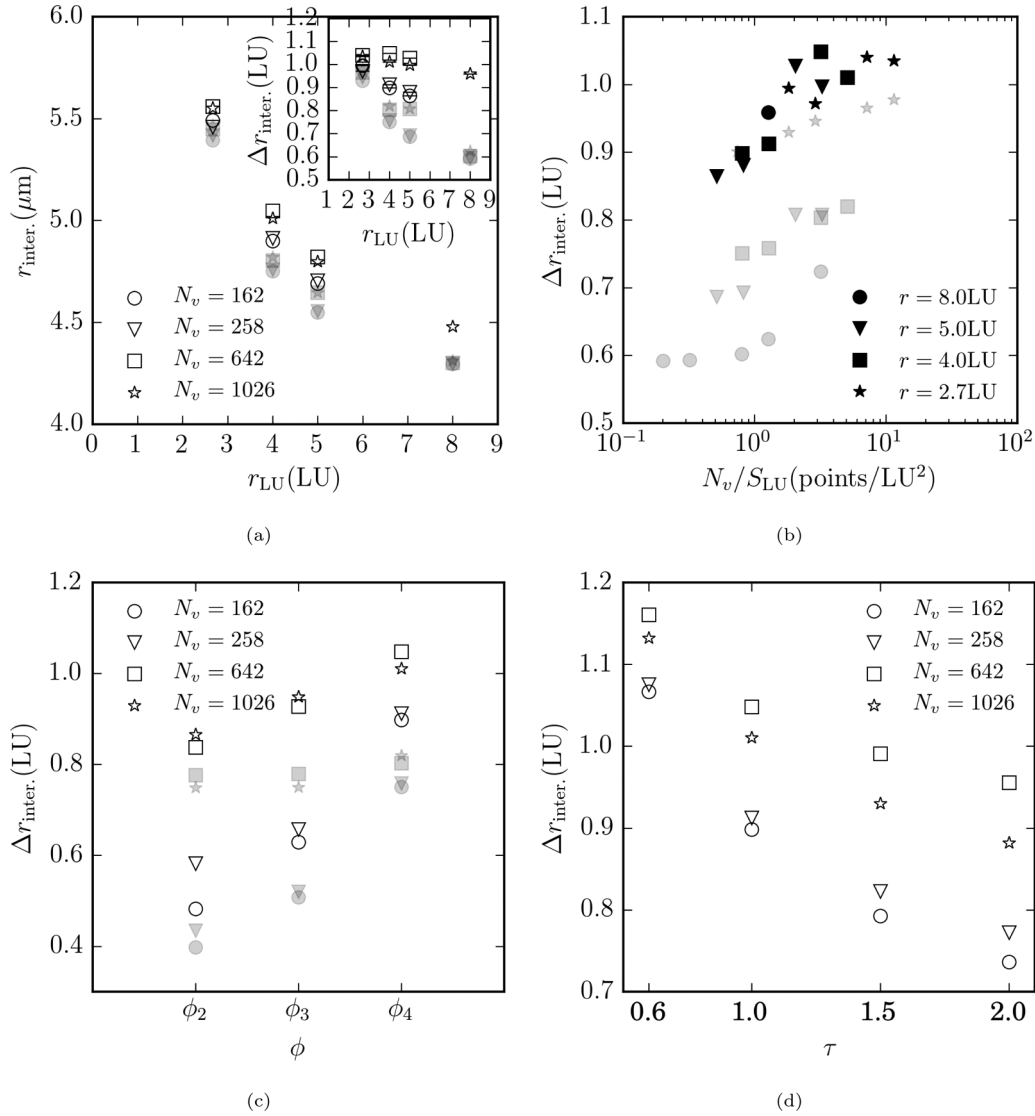 6.0
5.5
5.0
4.5
4.0
r_inter.(μm)
0 1 2 3 4 5 6 7 8 9
r_LU(LU)
N_v = 162
N_v = 258
N_v = 642
N_v = 1026
1.2
1.1
1.0
0.9
0.8
0.7
0.6
0.5
Δr_inter.(LU)
1 2 3 4 5 6 7 8 9
r_LU(LU)
(a)
1.1
1.0
0.9
0.8
0.7
0.6
0.5
Δr_inter.(LU)
r = 8.0LU
r = 5.0LU
r = 4.0LU
r = 2.7LU
10^−1 10^0 10^1 10^2
N_v/S_LU(points/LU^2)
(b)
1.2
1.0
0.8
0.6
0.4
Δr_inter.(LU)
N_v = 162
N_v = 258
N_v = 642
N_v = 1026
ϕ_2 ϕ_3 ϕ_4
ϕ
(c)
1.2
1.1
1.0
0.9
0.8
0.7
Δr_inter.(LU)
N_v = 162
N_v = 258
N_v = 642
N_v = 1026
0.6 1.0 1.5 2.0
τ
(d)